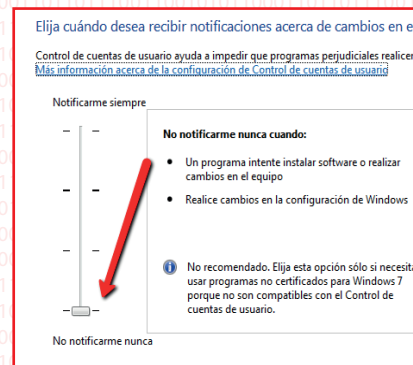 Elija cuándo desea recibir notificaciones acerca de cambios en e
Control de cuentas de usuario ayuda a impedir que programas perjudiciales realicer
Más información acerca de la configuración de Control de cuentas de usuario
Notificarme siempre
No notificarme nunca cuando:
• Un programa intente instalar software o realizar
cambios en el equipo
• Realice cambios en la configuración de Windows
No recomendado. Elija esta opción sólo si necesita
usar programas no certificados para Windows 7
porque no son compatibles con el Control de
cuentas de usuario.
No notificarme nunca